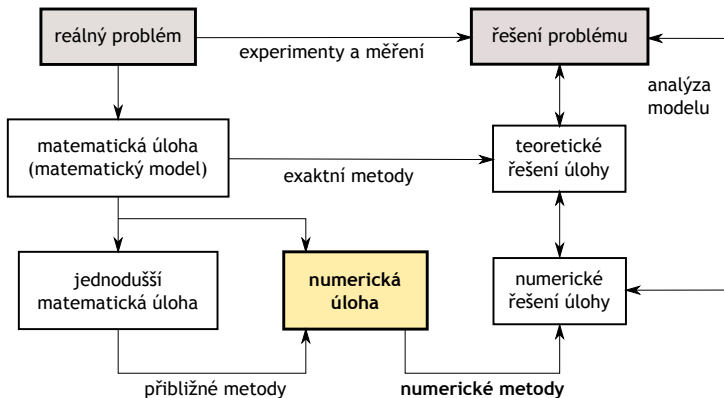 reálný problém
experimenty a měření
řešení problému
analýza
modelu
matematická úloha
(matematický model)
exaktní metody
teoretické
řešení úlohy
jednodušší
matematická úloha
numerická
úloha
numerické
řešení úlohy
přibližné metody
numerické metody